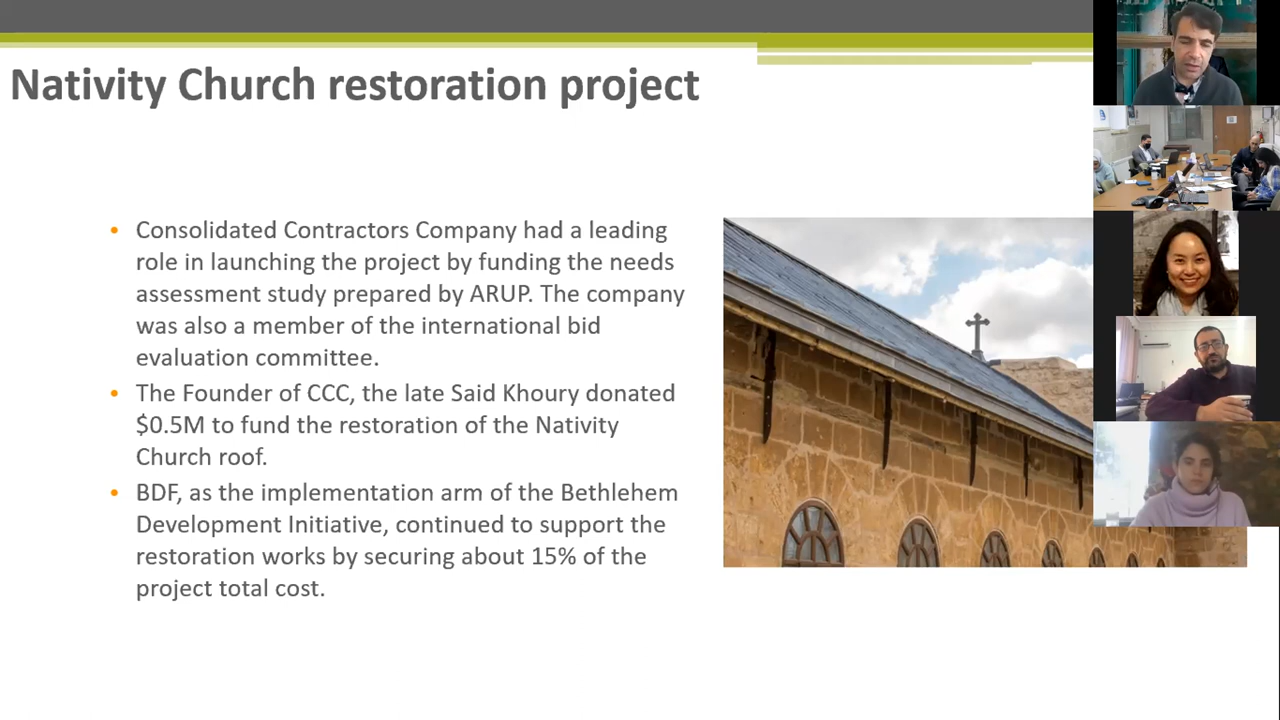 Nativity Church restoration project
• Consolidated Contractors Company had a leading
role in launching the project by funding the needs
assessment study prepared by ARUP. The company
was also a member of the international bid
evaluation committee.
• The Founder of CCC, the late Said Khoury donated
$0.5M to fund the restoration of the Nativity
Church roof.
• BDF, as the implementation arm of the Bethlehem
Development Initiative, continued to support the
restoration works by securing about 15% of the
project total cost.